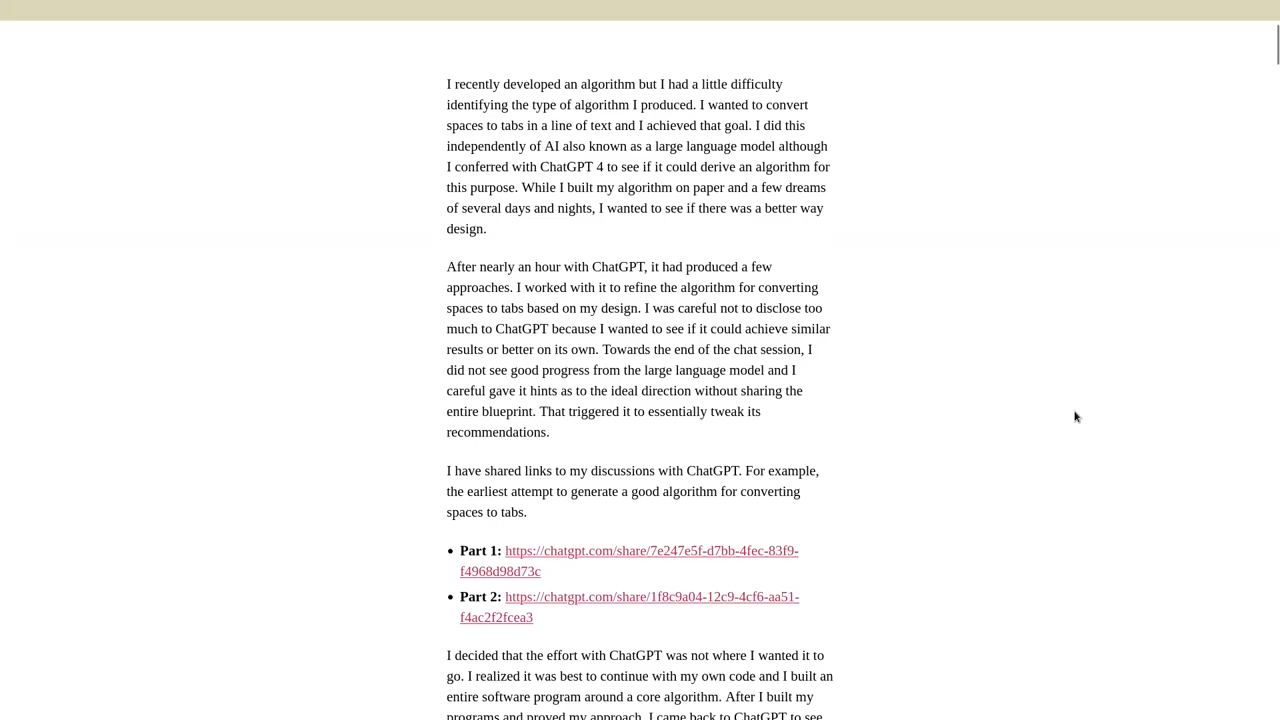 I recently developed an algorithm but I had a little difficulty
identifying the type of algorithm I produced. I wanted to convert
spaces to tabs in a line of text and I achieved that goal. I did this
independently of AI also known as a large language model although
I conferred with ChatGPT 4 to see if it could derive an algorithm for
this purpose. While I built my algorithm on paper and a few dreams
of several days and nights, I wanted to see if there was a better way
design.
After nearly an hour with ChatGPT, it had produced a few
approaches. I worked with it to refine the algorithm for converting
spaces to tabs based on my design. I was careful not to disclose too
much to ChatGPT because I wanted to see if it could achieve similar
results or better on its own. Towards the end of the chat session, I
did not see good progress from the large language model and I
careful gave it hints as to the ideal direction without sharing the
entire blueprint. That triggered it to essentially tweak its
recommendations.
I have shared links to my discussions with ChatGPT. For example,
the earliest attempt to generate a good algorithm for converting
spaces to tabs.
• Part 1: https://chatgpt.com/share/7e247e5f-d7bb-4fec-83f9-
f4968d98d73c
• Part 2: https://chatgpt.com/share/1f8c9a04-12c9-4cf6-aa51-
f4ac2f2fcea3
I decided that the effort with ChatGPT was not where I wanted it to
go. I realized it was best to continue with my own code and I built an
entire software program around a core algorithm. After I built my
programs and proved my approach, I came back to ChatGPT to see